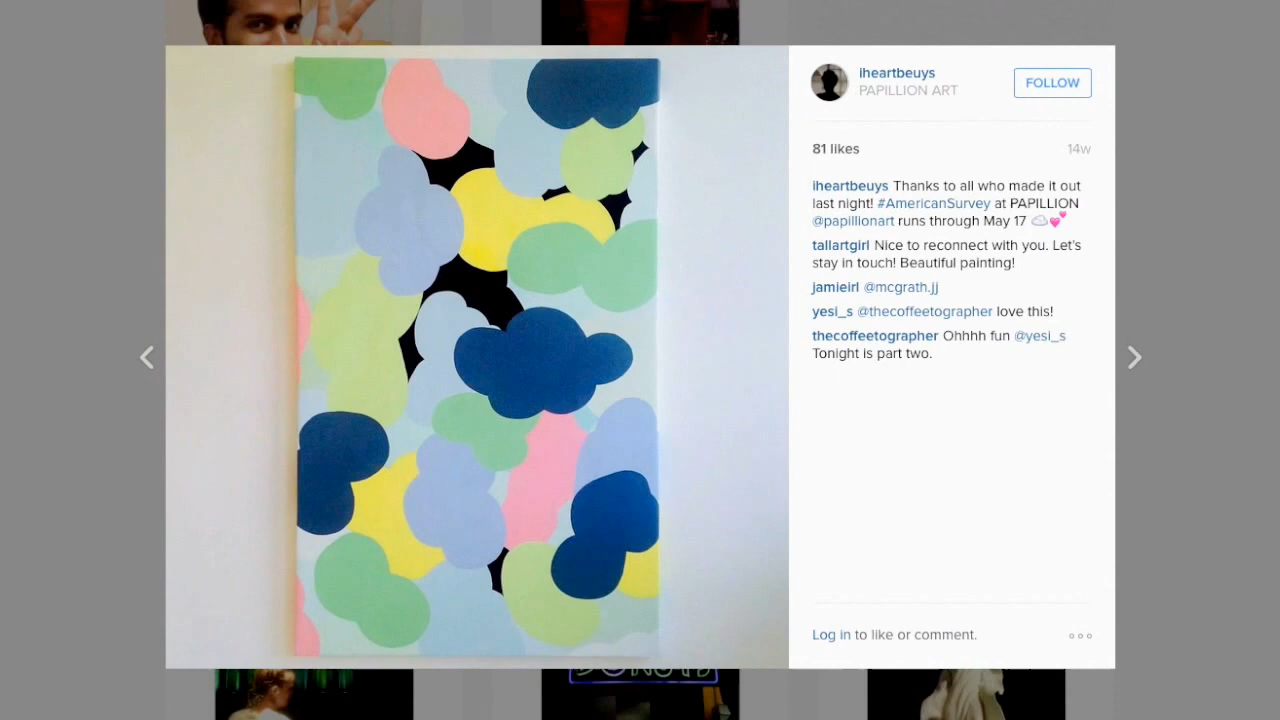 iheartbeuys
PAPILLION ART
FOLLOW
81 likes
14w
iheartbeuys Thanks to all who made it out
last night! #AmericanSurvey at PAPILLION
@papillionart runs through May 17 ☁️💕
tallartgirl Nice to reconnect with you. Let's
stay in touch! Beautiful painting!
jamieirl @mcgrath.jj
yesi_s @thecoffeetographer love this!
thecoffeetographer Ohhhh fun @yesi_s
Tonight is part two.
Log in to like or comment.